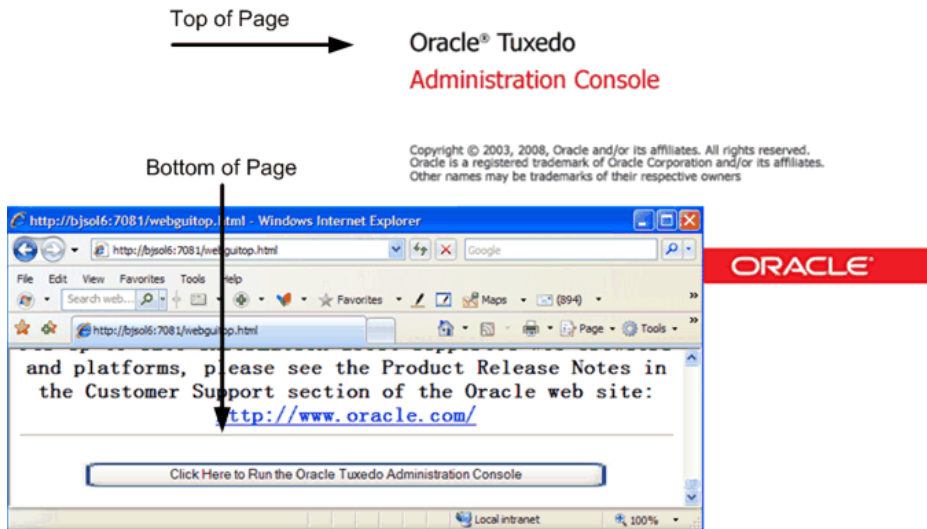 Top of Page
Oracle® Tuxedo
Administration Console
Copyright © 2003, 2008, Oracle and/or its affiliates. All rights reserved.
Oracle is a registered trademark of Oracle Corporation and/or its affiliates.
Other names may be trademarks of their respective owners
Bottom of Page
http://bjsol6:7081/webguitop.html - Windows Internet Explorer
http://bjsol6:7081/webguitop.html
Google
ORACLE®
File Edit View Favorites Tools Help
Search web...
Favorites
Maps
(894)
»
http://bjsol6:7081/webguitop.html
Page
Tools
»
and platforms, please see the Product Release Notes in
the Customer Support section of the Oracle web site:
http://www.oracle.com/
Click Here to Run the Oracle Tuxedo Administration Console
Local intranet
100%